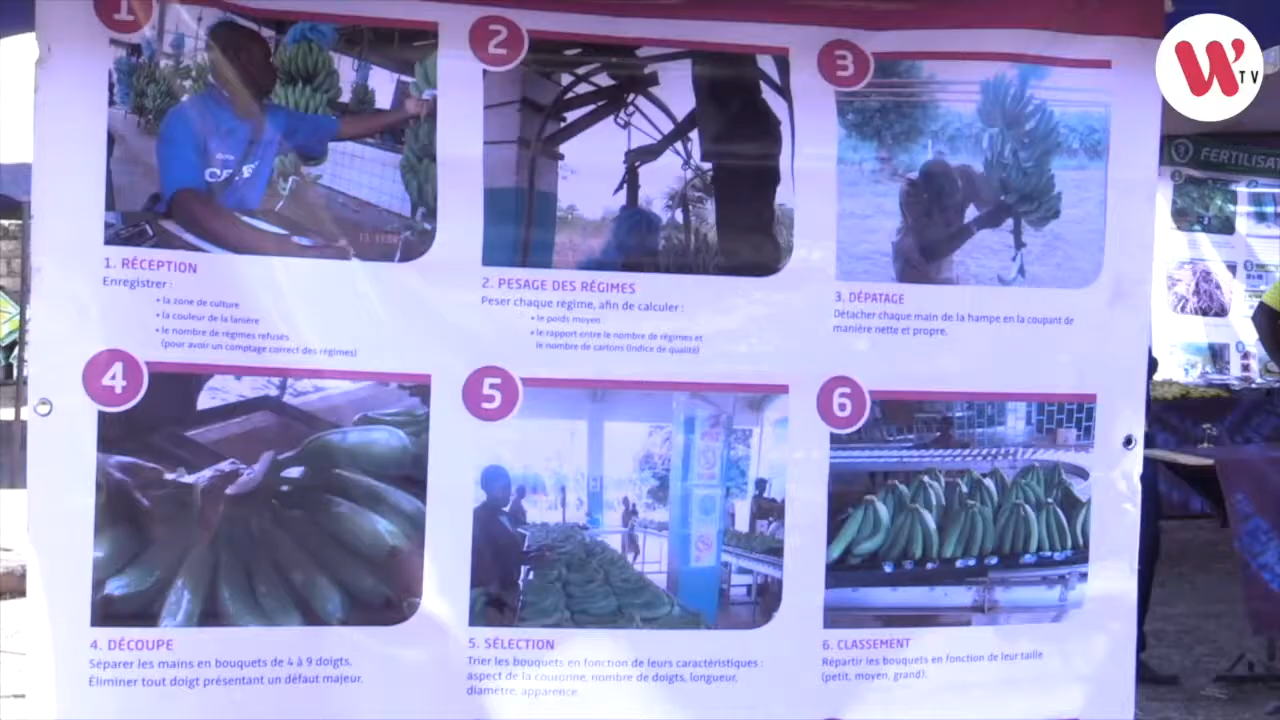 1
2
3
W TV
3 FERTILISAT
1. RÉCEPTION
Enregistrer :
• la zone de culture
• la couleur de la lanière
• le nombre de régimes refusés
(pour avoir un comptage correct des régimes)
2. PESAGE DES RÉGIMES
Peser chaque régime, afin de calculer :
• le poids moyen
• le rapport entre le nombre de régimes et
le nombre de cartons (indice de qualité)
3. DÉPATAGE
Détacher chaque main de la hampe en la coupant de
manière nette et propre.
4
5
6
4. DÉCOUPE
Séparer les mains en bouquets de 4 à 9 doigts.
Éliminer tout doigt présentant un défaut majeur.
5. SÉLECTION
Trier les bouquets en fonction de leurs caractéristiques :
aspect de la couronne, nombre de doigts, longueur,
diamètre, apparence.
6. CLASSEMENT
Répartir les bouquets en fonction de leur taille
(petit, moyen, grand).